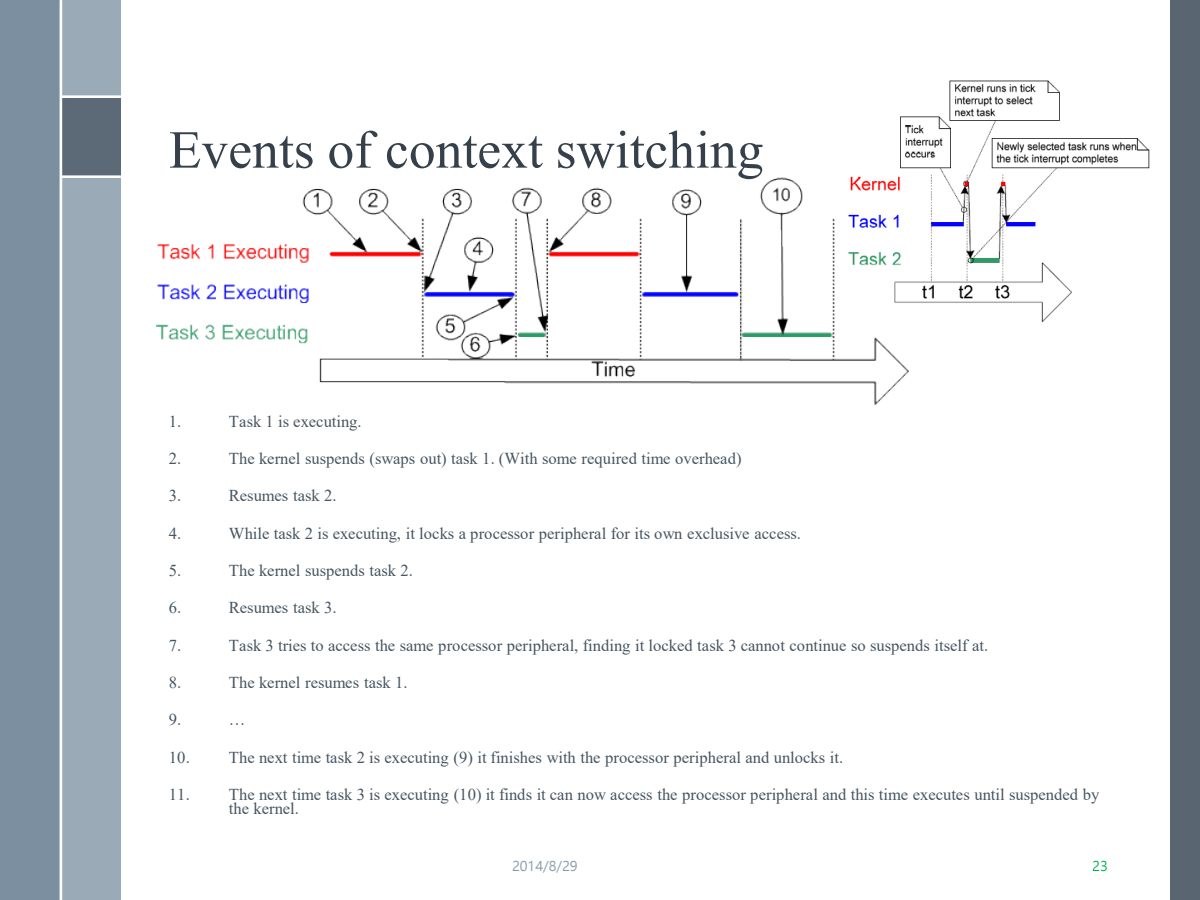 Events of context switching
Kernel runs in tick
interrupt to select
next task
Tick
interrupt
occurs
Newly selected task runs when
the tick interrupt completes
Kernel
Task 1
Task 2
t1 t2 t3
1 2 3 7 8 9 10
4
5
6
Task 1 Executing
Task 2 Executing
Task 3 Executing
Time
1. Task 1 is executing.
2. The kernel suspends (swaps out) task 1. (With some required time overhead)
3. Resumes task 2.
4. While task 2 is executing, it locks a processor peripheral for its own exclusive access.
5. The kernel suspends task 2.
6. Resumes task 3.
7. Task 3 tries to access the same processor peripheral, finding it locked task 3 cannot continue so suspends itself at.
8. The kernel resumes task 1.
9. …
10. The next time task 2 is executing (9) it finishes with the processor peripheral and unlocks it.
11. The next time task 3 is executing (10) it finds it can now access the processor peripheral and this time executes until suspended by
the kernel.
2014/8/29
23